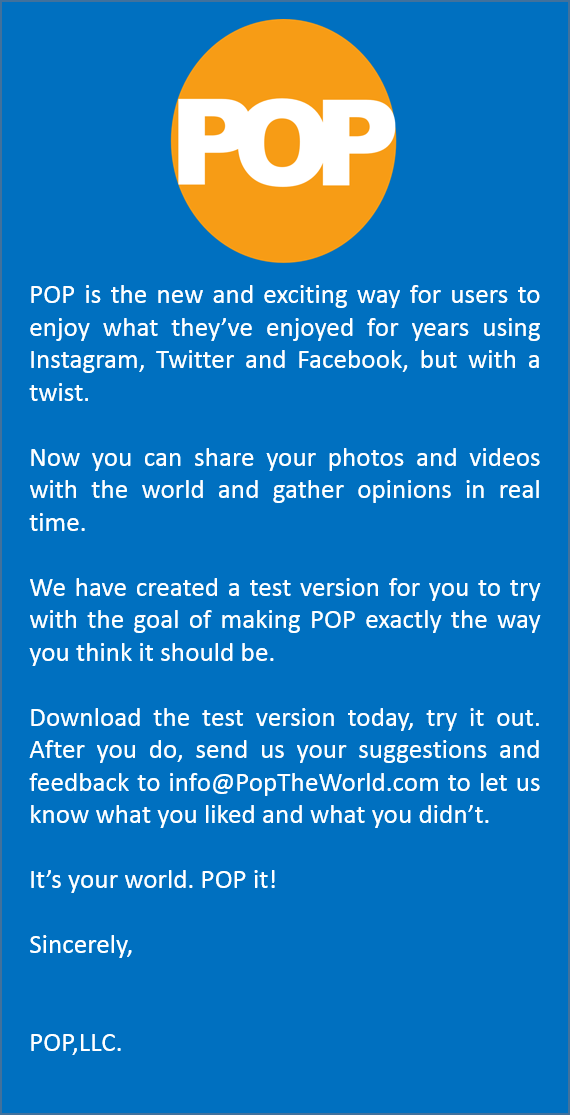 POP
POP is the new and exciting way for users to
enjoy what they’ve enjoyed for years using
Instagram, Twitter and Facebook, but with a
twist.
Now you can share your photos and videos
with the world and gather opinions in real
time.
We have created a test version for you to try
with the goal of making POP exactly the way
you think it should be.
Download the test version today, try it out.
After you do, send us your suggestions and
feedback to info@PopTheWorld.com to let us
know what you liked and what you didn’t.
It’s your world. POP it!
Sincerely,
POP,LLC.